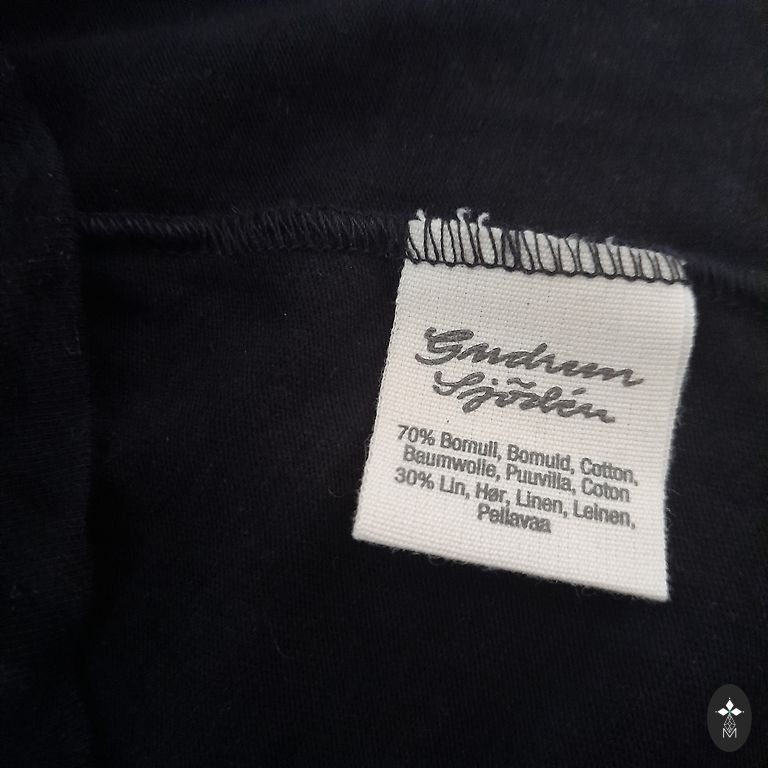 Gudrun
Sjödén
70% Bomull, Bomuld, Cotton,
Baumwolle, Puuvilla, Coton
30% Lin, Hør, Linen, Leinen,
Pellavaa
M